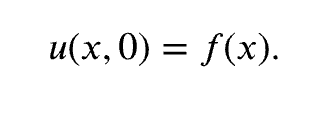 u(x, 0) = f(x).